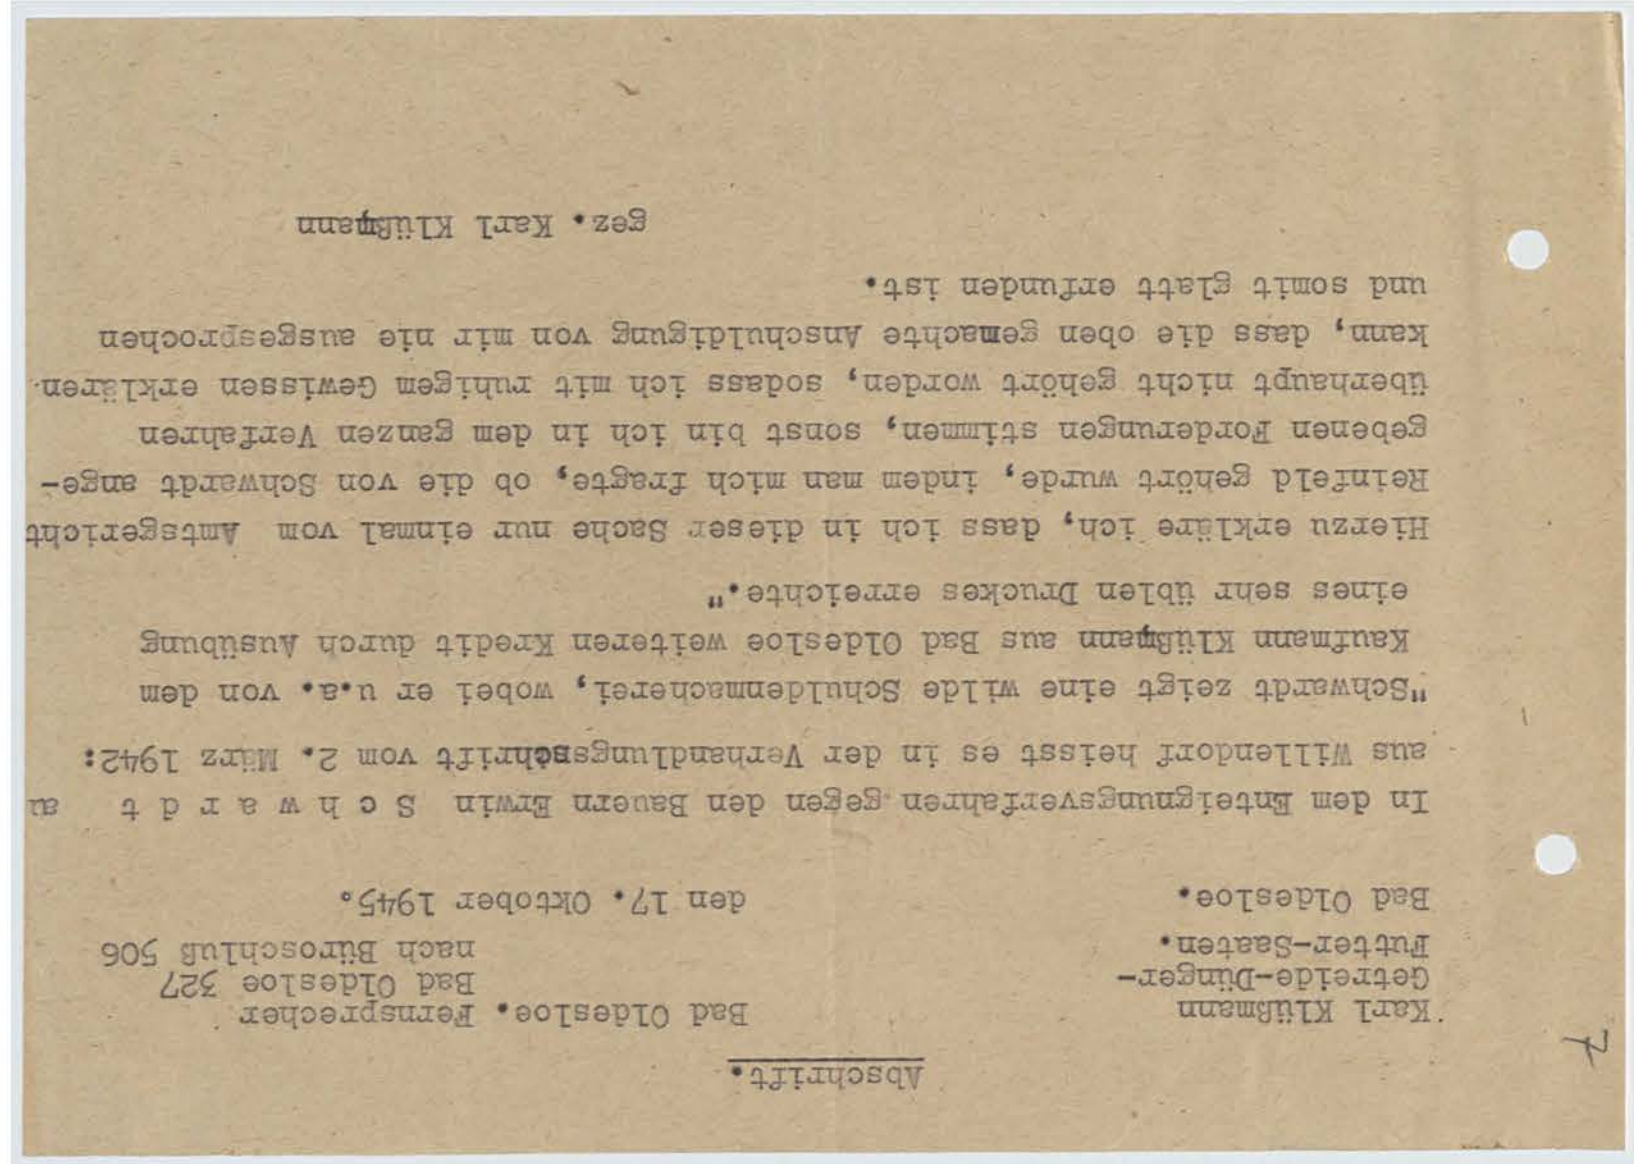 7
Abschrift.
Karl Klüßmann
Getreide-Dünger-
Futter-Saaten.
Bad Oldesloe.
Bad Oldesloe. Fernsprecher
Bad Oldesloe 327
nach Büroschluß 506
den 17. Oktober 1945.
In dem Enteignungsverfahren gegen den Bauern Erwin S c h w a r d t
aus Willendorf heisst es in der Verhandlungsschrift vom 2. März 1942:
"Schwardt zeigt eine wilde Schuldenmacherei, wobei er u.a. von dem
Kaufmann Klüßmann aus Bad Oldesloe weiteren Kredit durch Ausübung
eines sehr üblen Druckes erreichte."
Hierzu erkläre ich, dass ich in dieser Sache nur einmal vom Amtsgericht
Reinfeld gehört wurde, indem man mich fragte, ob die von Schwardt ange-
gebenen Forderungen stimmen, sonst bin ich in dem ganzen Verfahren
überhaupt nicht gehört worden, sodass ich mit ruhigem Gewissen erklären
kann, dass die oben gemachte Anschuldigung von mir nie ausgesprochen
und somit glatt erfunden ist.
gez. Karl Klüßmann